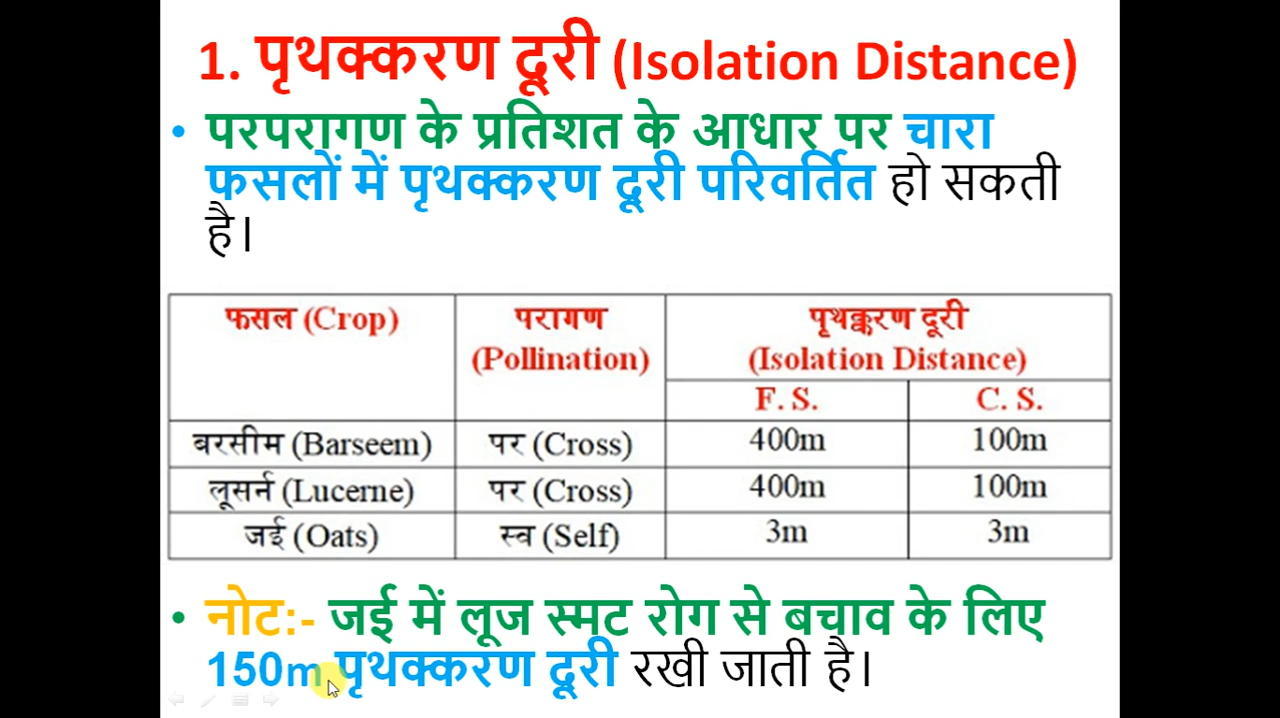 1. पृथक्करण दूरी (Isolation Distance)
• परपरागण के प्रतिशत के आधार पर चारा
फसलों में पृथक्करण दूरी परिवर्तित हो सकती
है।
फसल (Crop) परागण पृथक्करण दूरी
(Pollination) (Isolation Distance)
F. S. C. S.
बरसीम (Barseem) पर (Cross) 400m 100m
लूसर्न (Lucerne) पर (Cross) 400m 100m
जई (Oats) स्व (Self) 3m 3m
• नोट:- जई में लूज स्मट रोग से बचाव के लिए
150m पृथक्करण दूरी रखी जाती है।